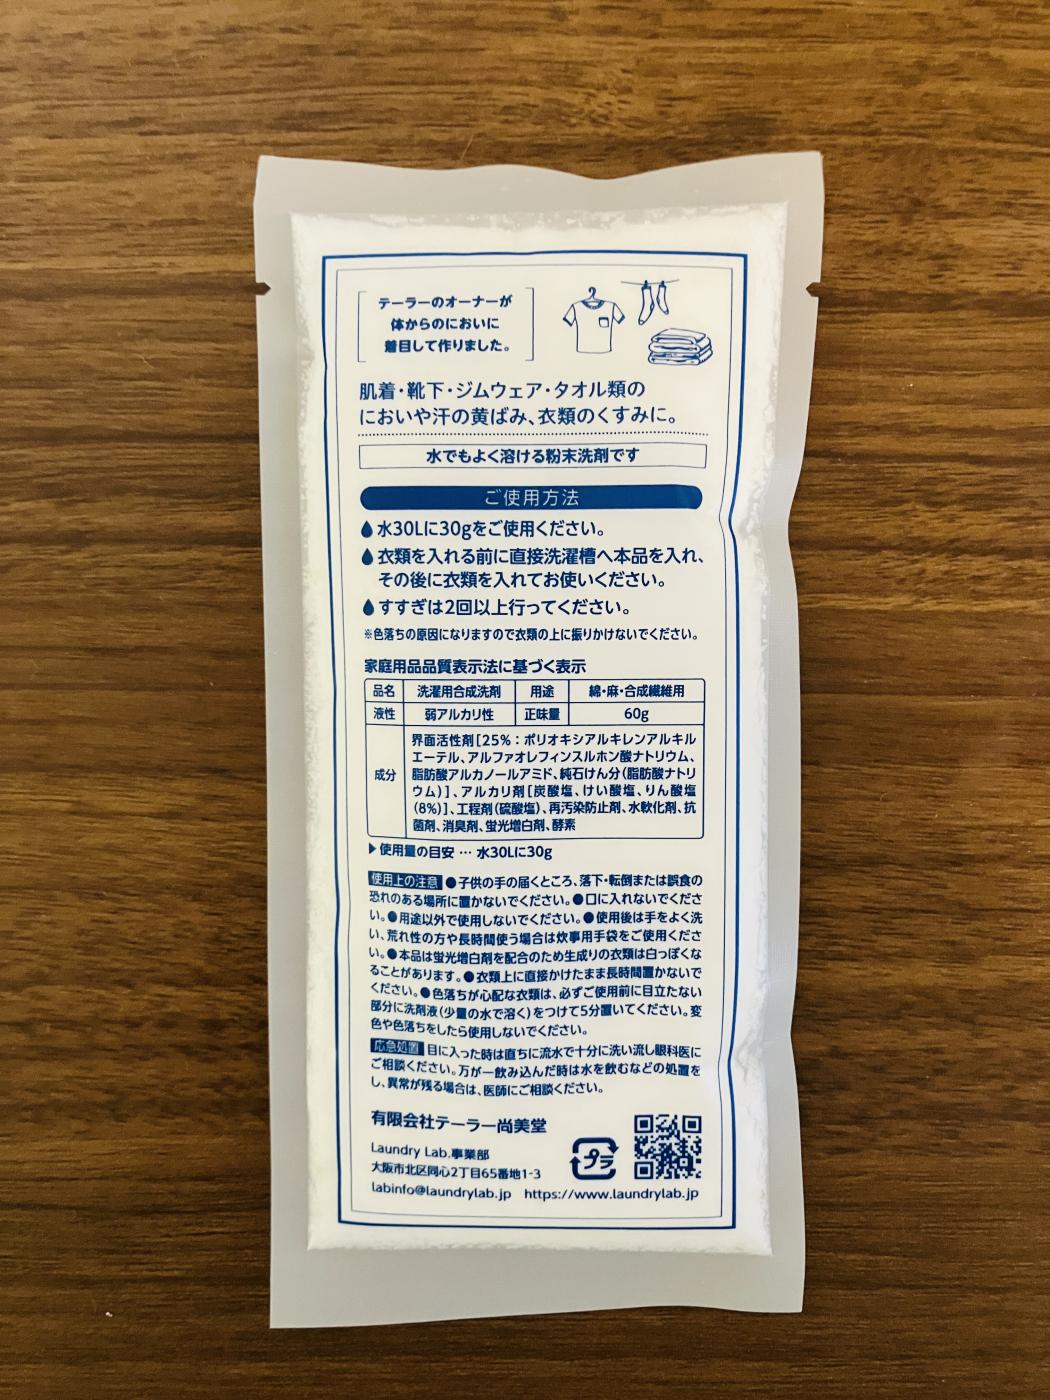 テーラーのオーナーが
体からのにおいに
着目して作りました。
肌着・靴下・ジムウェア・タオル類の
においや汗の黄ばみ、衣類のくすみに。
水でもよく溶ける粉末洗剤です
ご使用方法
水30Lに30gをご使用ください。
衣類を入れる前に直接洗濯槽へ本品を入れ、
その後に衣類を入れてお使いください。
すすぎは2回以上行ってください。
※色落ちの原因になりますので衣類の上に振りかけないでください。
家庭用品品質表示法に基づく表示
品名 洗濯用合成洗剤 用途 綿・麻・合成繊維用
液性 弱アルカリ性 正味量 60g
成分 界面活性剤[25%:ポリオキシアルキレンアルキル
エーテル、アルファオレフィンスルホン酸ナトリウム、
脂肪酸アルカノールアミド、純石けん分(脂肪酸ナトリ
ウム)]、アルカリ剤[炭酸塩、けい酸塩、りん酸塩
(8%)]、工程剤(硫酸塩)、再汚染防止剤、水軟化剤、抗
菌剤、消臭剤、蛍光増白剤、酵素
▶使用量の目安 … 水30Lに30g
使用上の注意 ●子供の手の届くところ、落下・転倒または誤食の
恐れのある場所に置かないでください。●口に入れないでくださ
い。●用途以外で使用しないでください。●使用後は手をよく洗
い、荒れ性の方や長時間使う場合は炊事用手袋をご使用くださ
い。●本品は蛍光増白剤を配合のため生成りの衣類は白っぽくな
ることがあります。●衣類上に直接かけたまま長時間置かないで
ください。●色落ちが心配な衣類は、必ずご使用前に目立たない
部分に洗剤液(少量の水で溶く)をつけて5分置いてください。変
色や色落ちをしたら使用しないでください。
応急処置 目に入った時は直ちに流水で十分に洗い流し眼科医に
ご相談ください。万が一飲み込んだ時は水を飲むなどの処置を
し、異常が残る場合は、医師にご相談ください。
有限会社テーラー尚美堂
Laundry Lab.事業部
大阪市北区同心2丁目65番地1-3
プラ
labinfo@laundrylab.jp https://www.laundrylab.jp